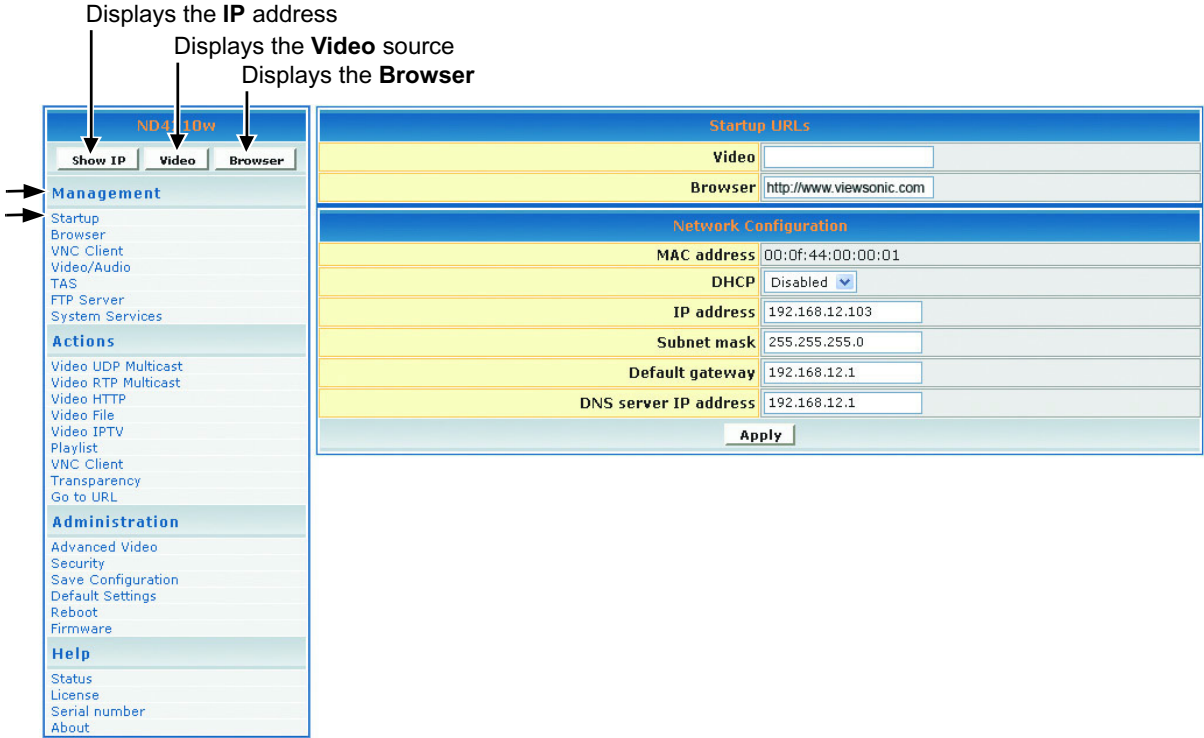 Displays the IP address
Displays the Video source
Displays the Browser
Show IP Video Browser
Management
Startup
Browser
VNC Client
Video/Audio
TAS
FTP Server
System Services
Actions
Video UDP Multicast
Video RTP Multicast
Video HTTP
Video File
Video IPTV
Playlist
VNC Client
Transparency
Go to URL
Administration
Advanced Video
Security
Save Configuration
Default Settings
Reboot
Firmware
Help
Status
License
Serial number
About
Startup URLs
Video
Browser http://www.viewsonic.com
Network Configuration
MAC address 00:0f:44:00:00:01
DHCP Disabled
IP address 192.168.12.103
Subnet mask 255.255.255.0
Default gateway 192.168.12.1
DNS server IP address 192.168.12.1
Apply